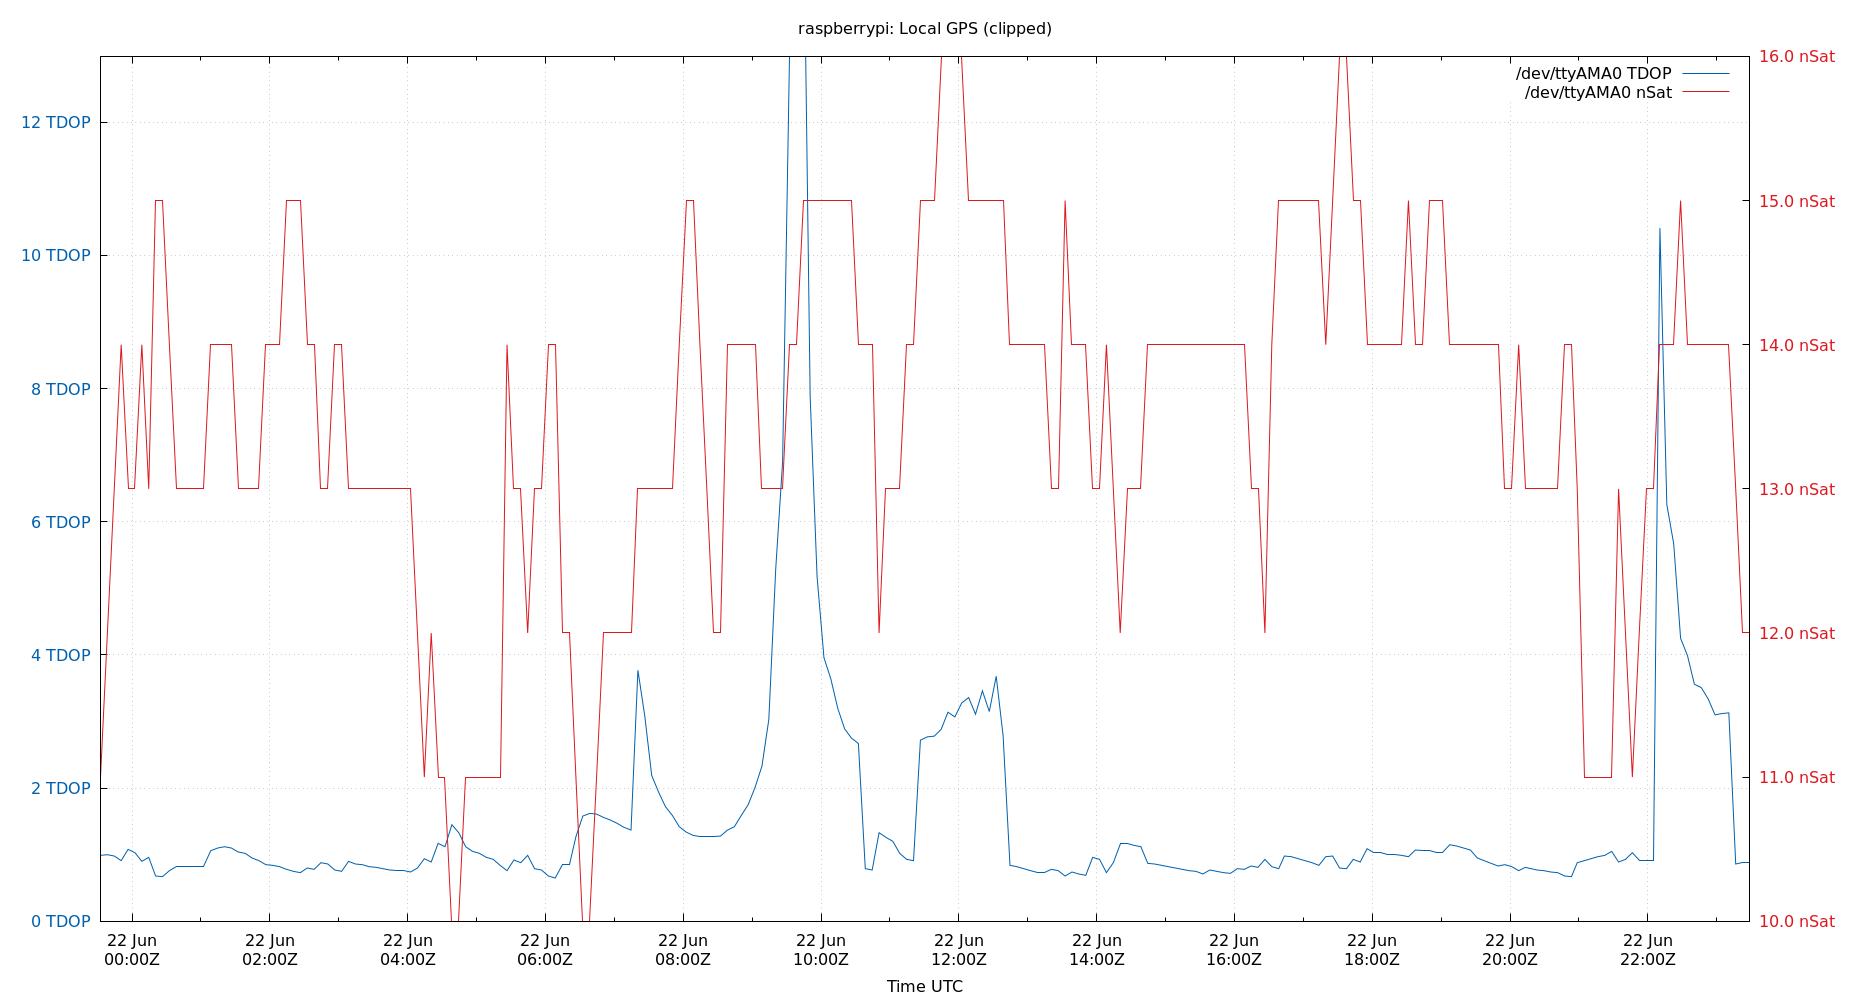 raspberrypi: Local GPS (clipped)
/dev/ttyAMA0 TDOP
/dev/ttyAMA0 nSat
12 TDOP
10 TDOP
8 TDOP
6 TDOP
4 TDOP
2 TDOP
0 TDOP
16.0 nSat
15.0 nSat
14.0 nSat
13.0 nSat
12.0 nSat
11.0 nSat
10.0 nSat
22 Jun
00:00Z
22 Jun
02:00Z
22 Jun
04:00Z
22 Jun
06:00Z
22 Jun
08:00Z
22 Jun
10:00Z
22 Jun
12:00Z
22 Jun
14:00Z
22 Jun
16:00Z
22 Jun
18:00Z
22 Jun
20:00Z
22 Jun
22:00Z
Time UTC